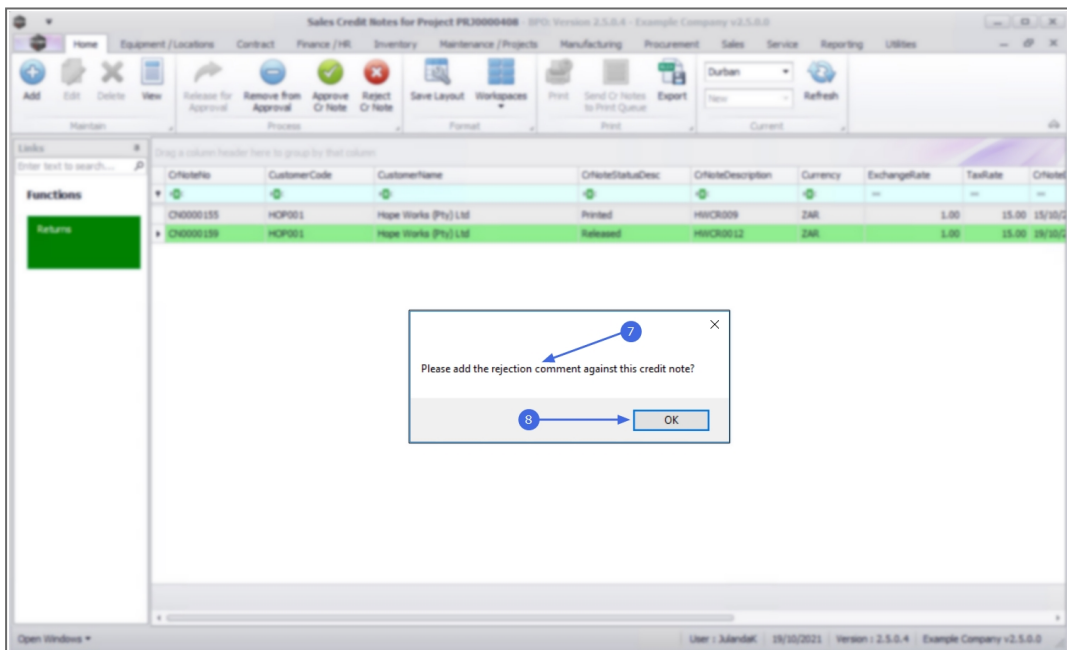 Sales Credit Notes for Project PRJ0000408 - BPO: Version 2.5.0.4 - Example Company v2.5.0.0
Home Equipment / Locations Contract Finance / HR Inventory Maintenance / Projects Manufacturing Procurement Sales Service Reporting Utilities
Add Edit Delete View Release for Approval Remove from Approval Approve Cr Note Reject Cr Note Save Layout Workspaces Print Send Cr Notes to Print Queue Export Durban New Refresh
Maintain Process Format Print Current
Links
Drag a column header here to group by that column
Enter text to search...
CrNoteNo CustomerCode CustomerName CrNoteStatusDesc CrNoteDescription Currency ExchangeRate TaxRate CrNote
Functions
Returns
CN0000155 HOP001 Hope Works (Pty) Ltd Printed HWCR009 ZAR 1.00 15.00 15/10/2
CN0000159 HOP001 Hope Works (Pty) Ltd Released HWCR0012 ZAR 1.00 15.00 19/10/2
7
Please add the rejection comment against this credit note?
8
OK
Open Windows
User : JulandaK 19/10/2021 Version : 2.5.0.4 Example Company v2.5.0.0